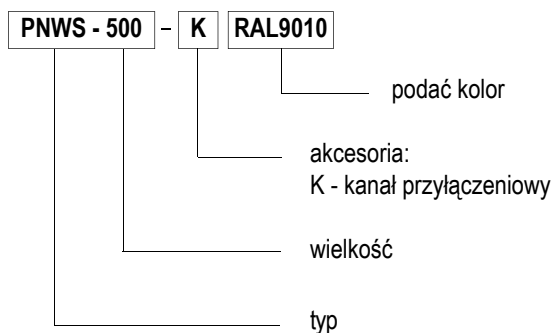 PNWS - 500 - K RAL9010
podać kolor
akcesoria:
K - kanał przyłączeniowy
wielkość
typ